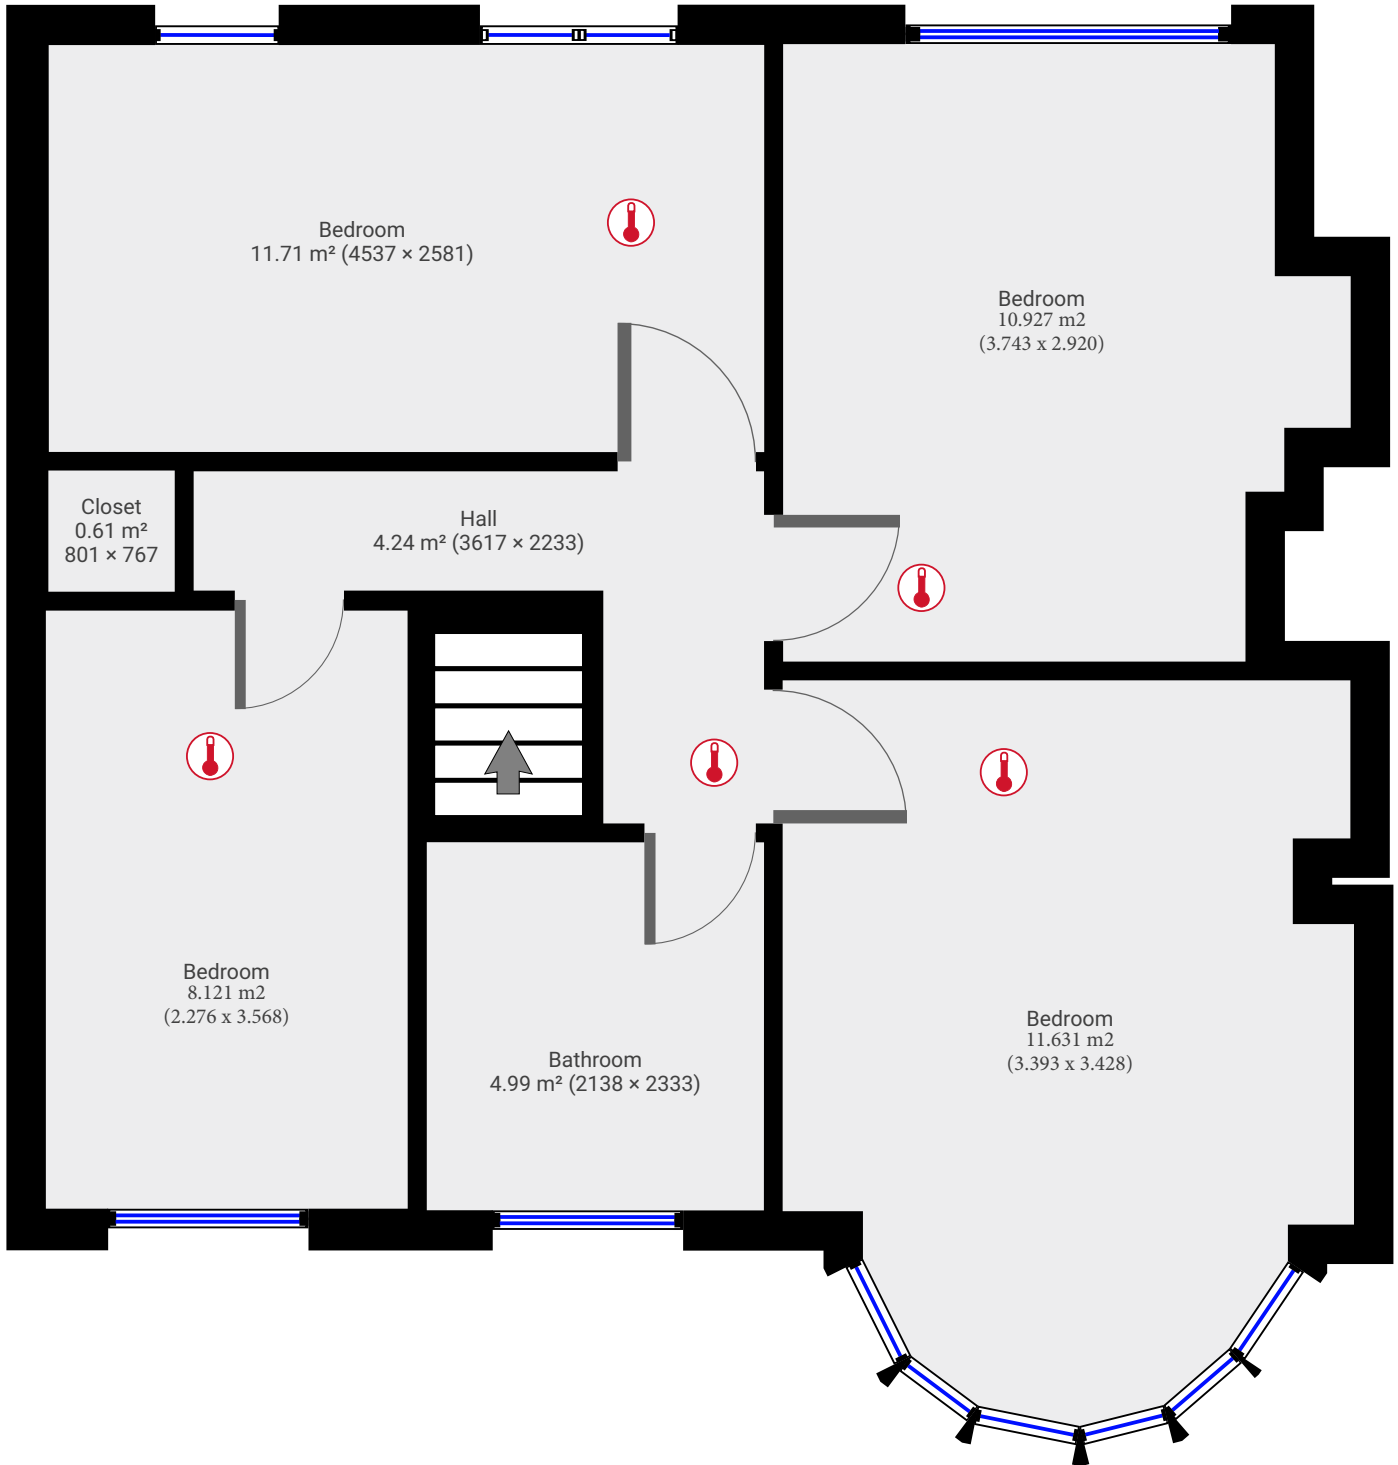 Bedroom
11.71 m² (4537 × 2581)
Bedroom
10.927 m2
(3.743 x 2.920)
Closet
0.61 m²
801 × 767
Hall
4.24 m² (3617 × 2233)
Bedroom
8.121 m2
(2.276 x 3.568)
Bathroom
4.99 m² (2138 × 2333)
Bedroom
11.631 m2
(3.393 x 3.428)